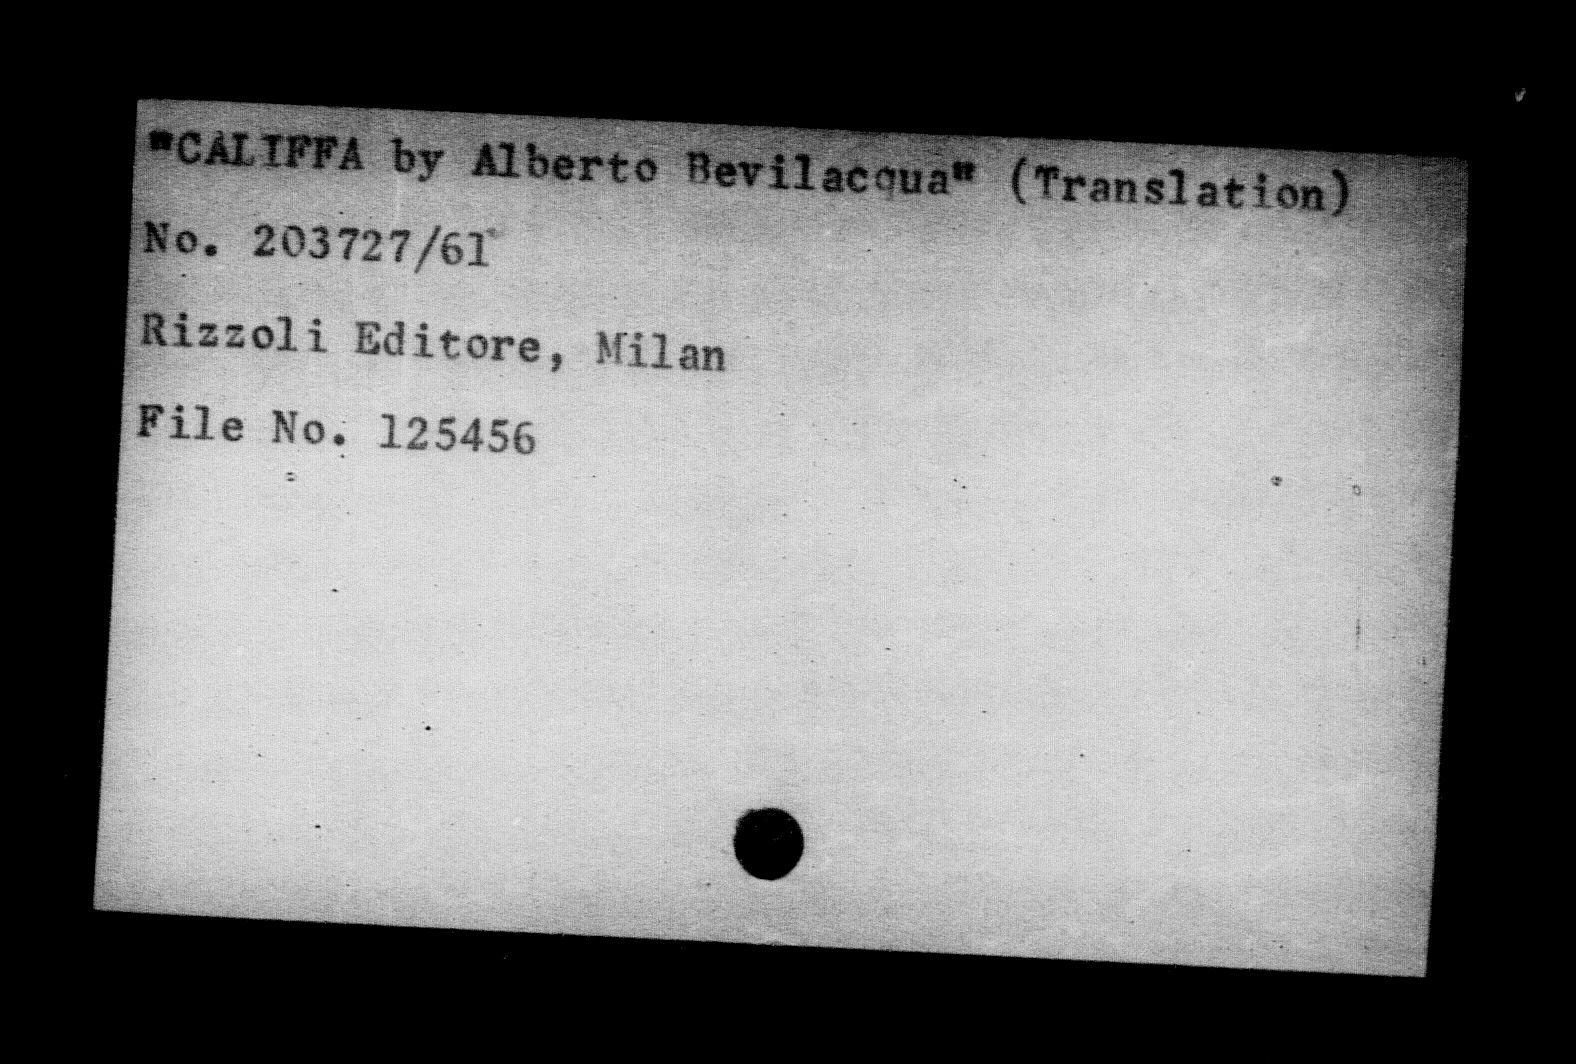 "CALIFFA by Alberto Bevilacqua" (Translation)
No. 203727/61
Rizzoli Editore, Milan
File No. 125456